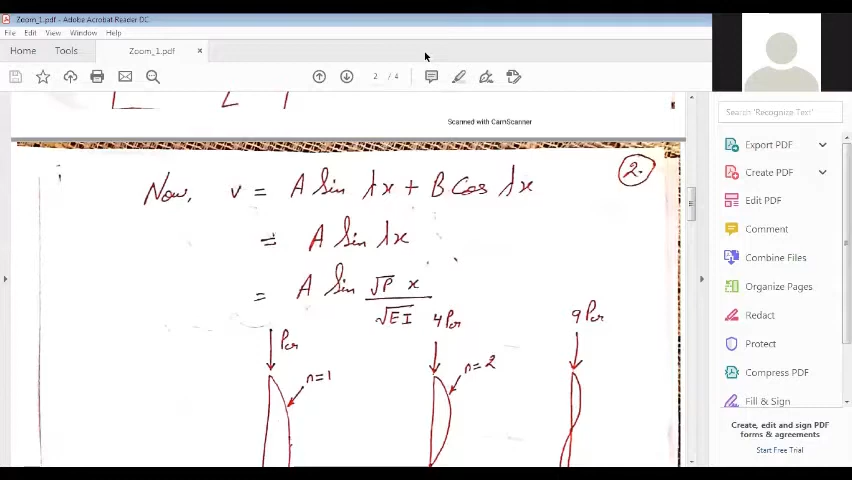 Zoom_1.pdf - Adobe Acrobat Reader DC
File Edit View Window Help
Home Tools Zoom_1.pdf ×
2 / 4
Scanned with CamScanner
2.
Now, v = A Sin λx + B Cos λx
= A Sin λx
= A Sin √P x / √EI
Pcr 4Pcr 9Pcr
n=1 n=2
Search "Recognize Text"
Export PDF
Create PDF
Edit PDF
Comment
Combine Files
Organize Pages
Redact
Protect
Compress PDF
Fill & Sign
Create, edit and sign PDF
forms & agreements
Start Free Trial